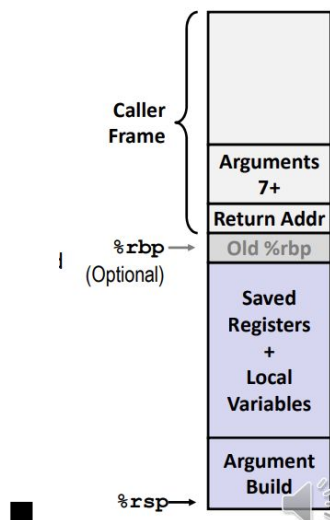 Caller
Frame
Arguments
7+
Return Addr
%rbp
Old %rbp
(Optional)
Saved
Registers
+
Local
Variables
Argument
Build
%rsp